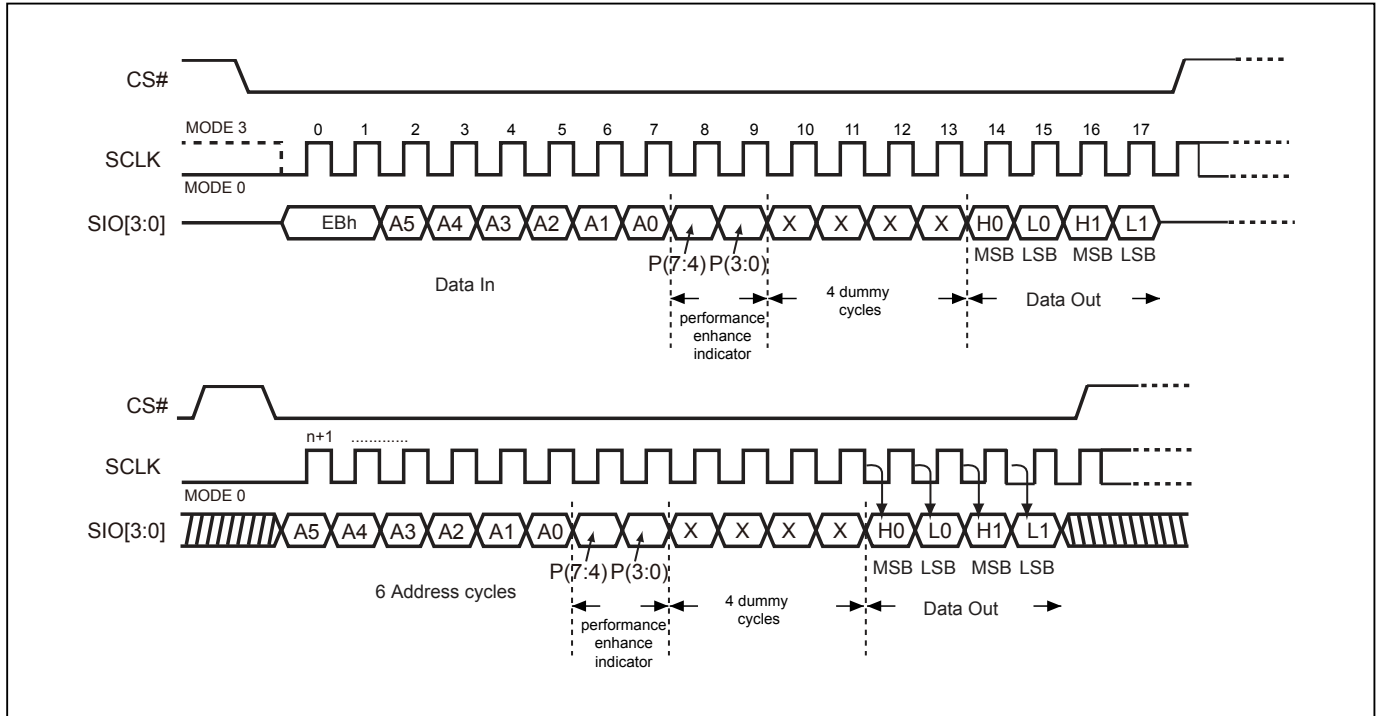 CS#
MODE 3
0 1 2 3 4 5 6 7 8 9 10 11 12 13 14 15 16 17
SCLK
MODE 0
SIO[3:0] EBh A5 A4 A3 A2 A1 A0 X X X X H0 L0 H1 L1
MSB LSB MSB LSB
P(7:4) P(3:0)
Data In
4 dummy
cycles
Data Out
performance
enhance
indicator
CS#
n+1 .............
SCLK
MODE 0
SIO[3:0] A5 A4 A3 A2 A1 A0 X X X X H0 L0 H1 L1
MSB LSB MSB LSB
P(7:4) P(3:0)
6 Address cycles
4 dummy
cycles
Data Out
performance
enhance
indicator